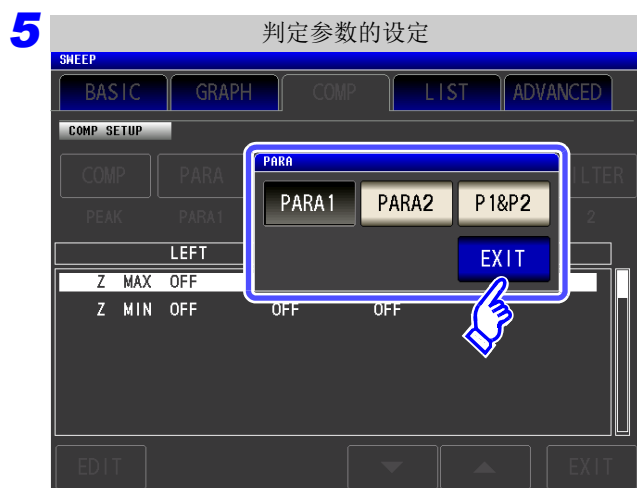 5
判定参数的设定
SWEEP
BASIC GRAPH COMP LIST ADVANCED
COMP SETUP
COMP PARA
PEAK PARA1 2
PARA
PARA1 PARA2 P1&P2
EXIT
LEFT
Z MAX OFF
Z MIN OFF OFF OFF
EDIT EXIT